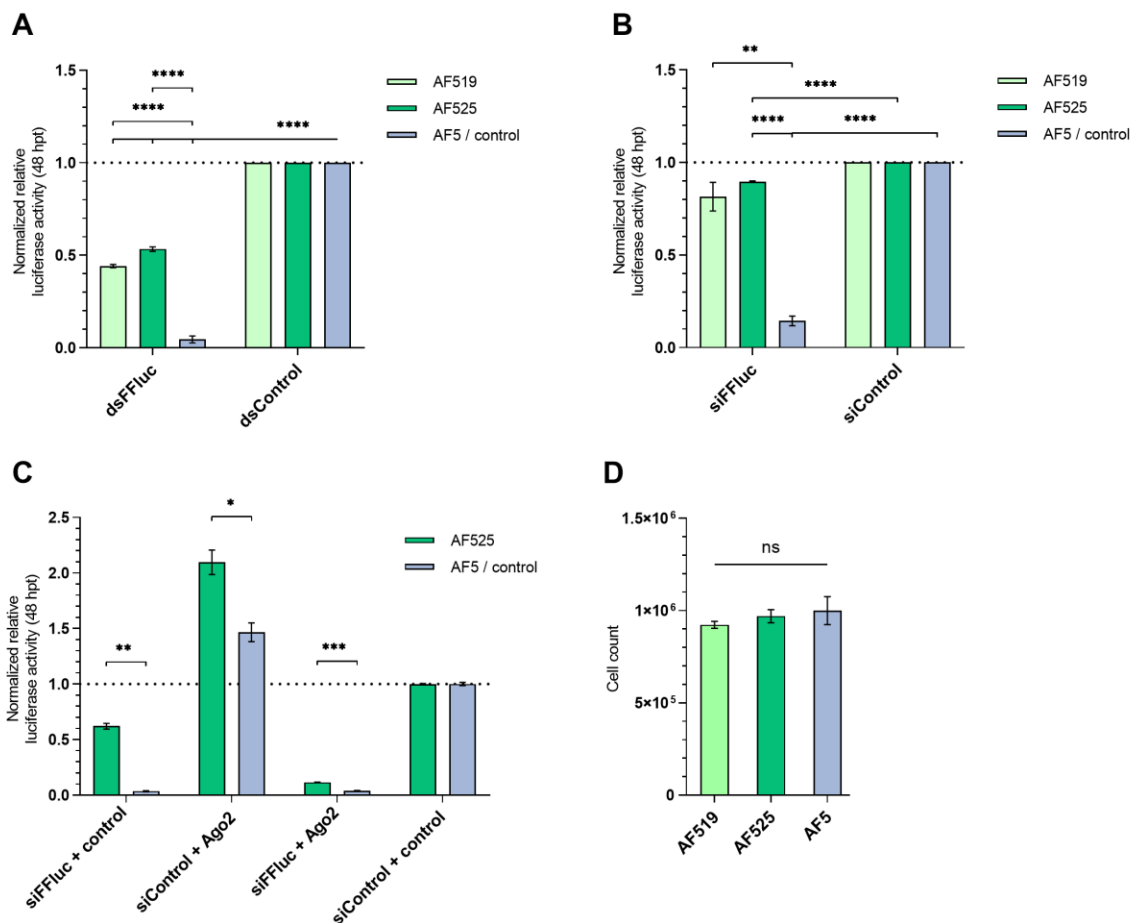 A
Normalized relative
luciferase activity (48 hpt)
1.5
1.0
0.5
0.0
****
****
****
AF519
AF525
AF5 / control
dsFFluc
dsControl
B
Normalized relative
luciferase activity (48 hpt)
1.5
1.0
0.5
0.0
**
****
****
****
AF519
AF525
AF5 / control
siFFluc
siControl
C
Normalized relative
luciferase activity (48 hpt)
2.5
2.0
1.5
1.0
0.5
0.0
*
**
***
AF525
AF5 / control
siFFluc + control
siControl + Ago2
siFFluc + Ago2
siControl + control
D
Cell count
1.5×10⁶
1×10⁶
5×10⁵
0
ns
AF519
AF525
AF5